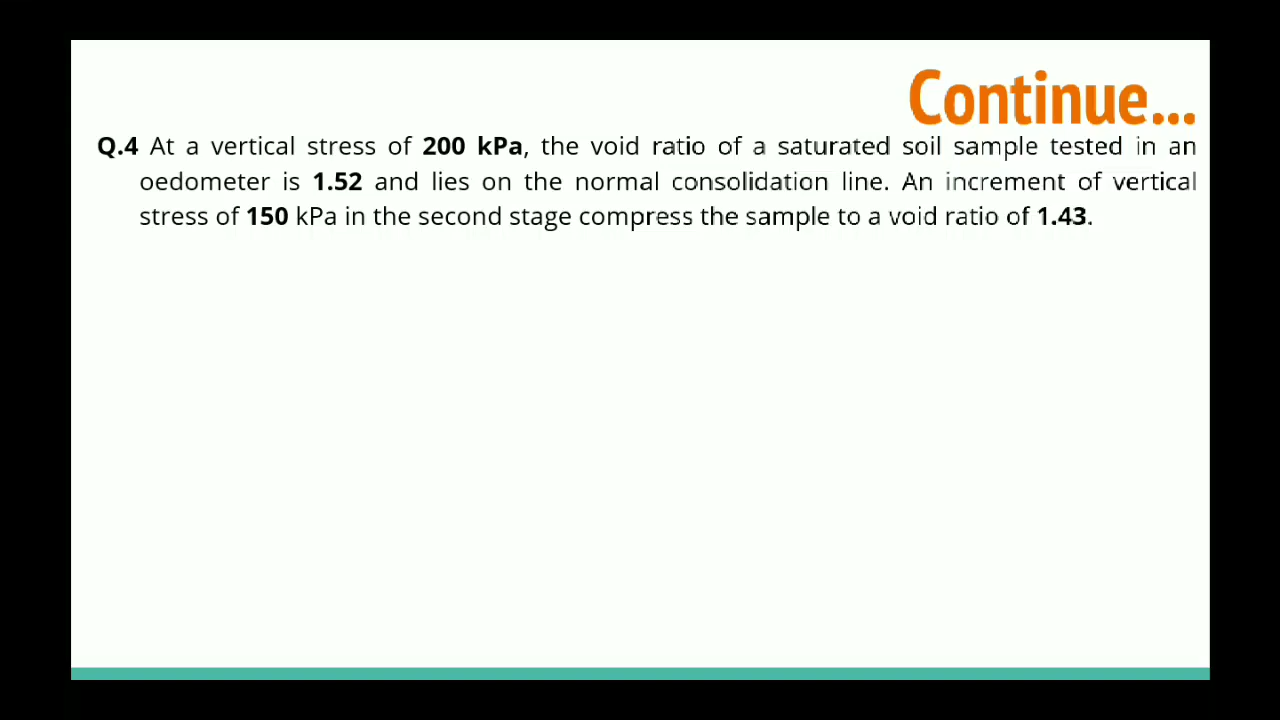 Continue...
Q.4 At a vertical stress of 200 kPa, the void ratio of a saturated soil sample tested in an
oedometer is 1.52 and lies on the normal consolidation line. An increment of vertical
stress of 150 kPa in the second stage compress the sample to a void ratio of 1.43.